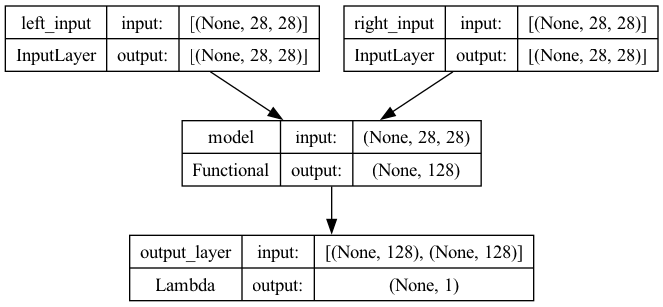 left_input input: [(None, 28, 28)]
InputLayer output: [(None, 28, 28)]
right_input input: [(None, 28, 28)]
InputLayer output: [(None, 28, 28)]
model input: (None, 28, 28)
Functional output: (None, 128)
output_layer input: [(None, 128), (None, 128)]
Lambda output: (None, 1)